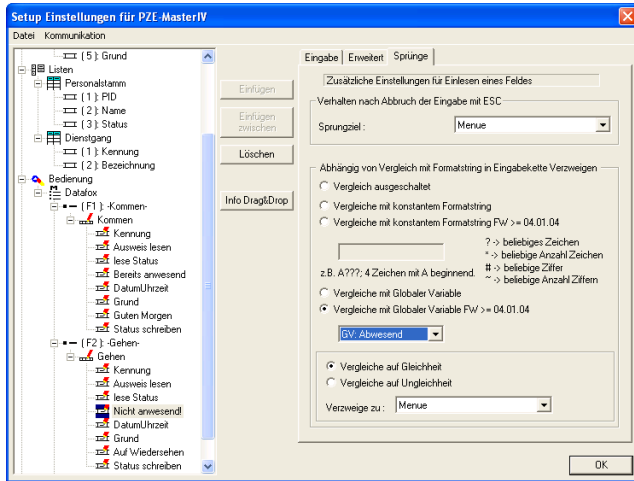 Setup Einstellungen für PZE-MasterIV
Datei Kommunikation
( 5 ): Grund
Listen
Personalstamm
( 1 ): PID
( 2 ): Name
( 3 ): Status
Dienstgang
( 1 ): Kennung
( 2 ): Bezeichnung
Bedienung
Datafox
( F1 ): -Kommen-
Kommen
Kennung
Ausweis lesen
lese Status
Bereits anwesend
DatumUhrzeit
Grund
Guten Morgen
Status schreiben
( F2 ): -Gehen-
Gehen
Kennung
Ausweis lesen
lese Status
Nicht anwesend!
DatumUhrzeit
Grund
Auf Wiedersehen
Status schreiben
Einfügen
Einfügen
zwischen
Löschen
Info Drag&Drop
Eingabe Erweitert Sprünge
Zusätzliche Einstellungen für Einlesen eines Feldes
Verhalten nach Abbruch der Eingabe mit ESC
Sprungziel : Menue
Abhängig von Vergleich mit Formatstring in Eingabekette Verzweigen
Vergleich ausgeschaltet
Vergleiche mit konstantem Formatstring
Vergleiche mit konstantem Formatstring FW >= 04.01.04
? -> beliebiges Zeichen
* -> beliebige Anzahl Zeichen
# -> beliebige Ziffer
~ -> beliebige Anzahl Ziffern
z.B. A???; 4 Zeichen mit A beginnend.
Vergleiche mit Globaler Variable
Vergleiche mit Globaler Variable FW >= 04.01.04
GV: Abwesend
Vergleiche auf Gleichheit
Vergleiche auf Ungleichheit
Verzweige zu : Menue
OK